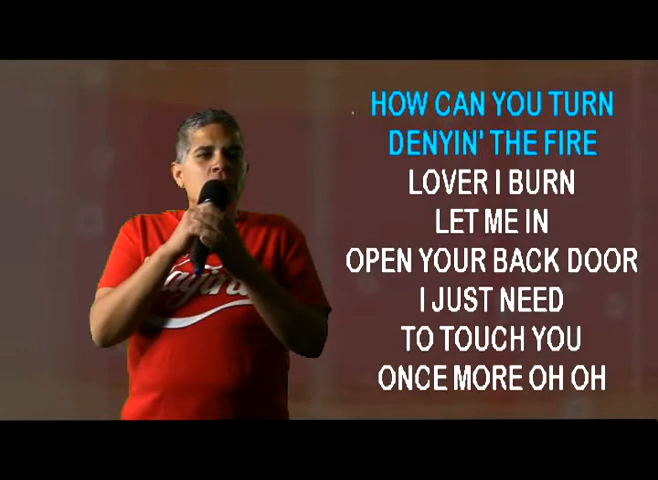 HOW CAN YOU TURN
DENYIN' THE FIRE
LOVER I BURN
LET ME IN
OPEN YOUR BACK DOOR
I JUST NEED
TO TOUCH YOU
ONCE MORE OH OH